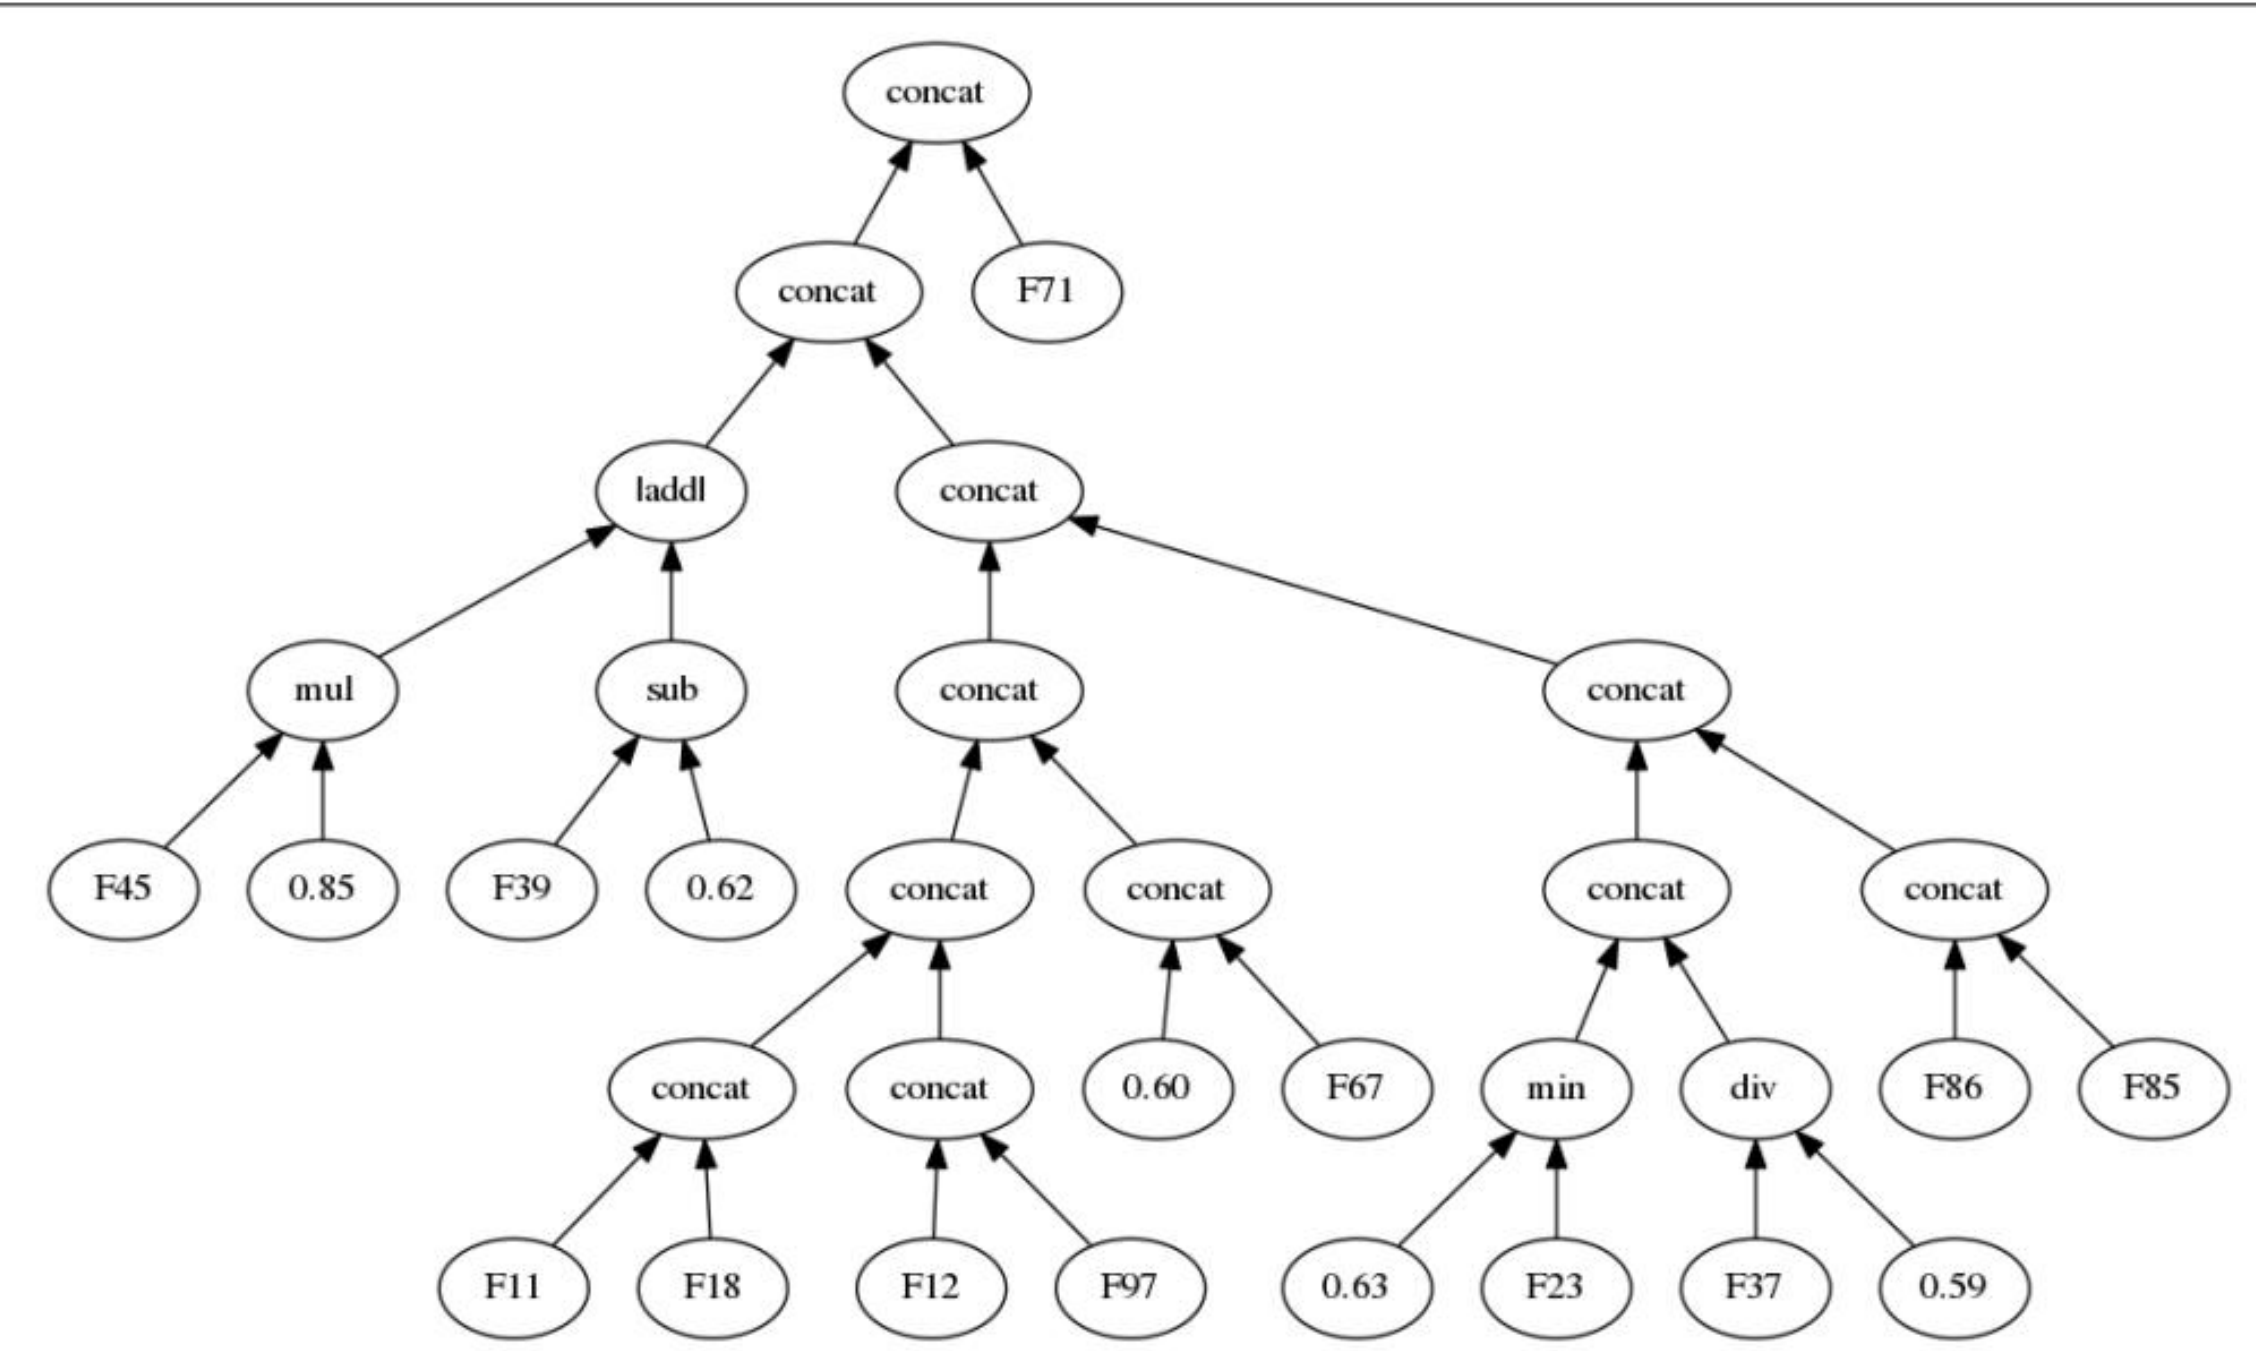 concat
concat F71
|add| concat
mul sub concat concat
F45 0.85 F39 0.62 concat concat concat concat
concat concat 0.60 F67 min div F86 F85
F11 F18 F12 F97 0.63 F23 F37 0.59